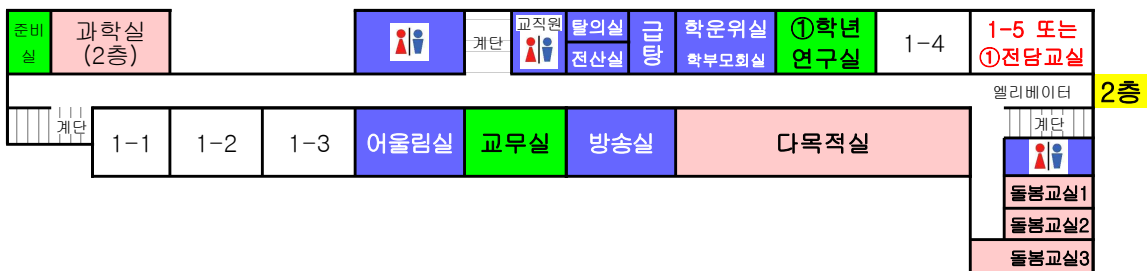 준비
실
과학실
(2층)
계단
교직원
탈의실
전산실
급
탕
학운위실
학부모회실
①학년
연구실
1-4
1-5 또는
①전담교실
엘리베이터
2층
계단
1-1
1-2
1-3
어울림실
교무실
방송실
다목적실
계단
돌봄교실1
돌봄교실2
돌봄교실3